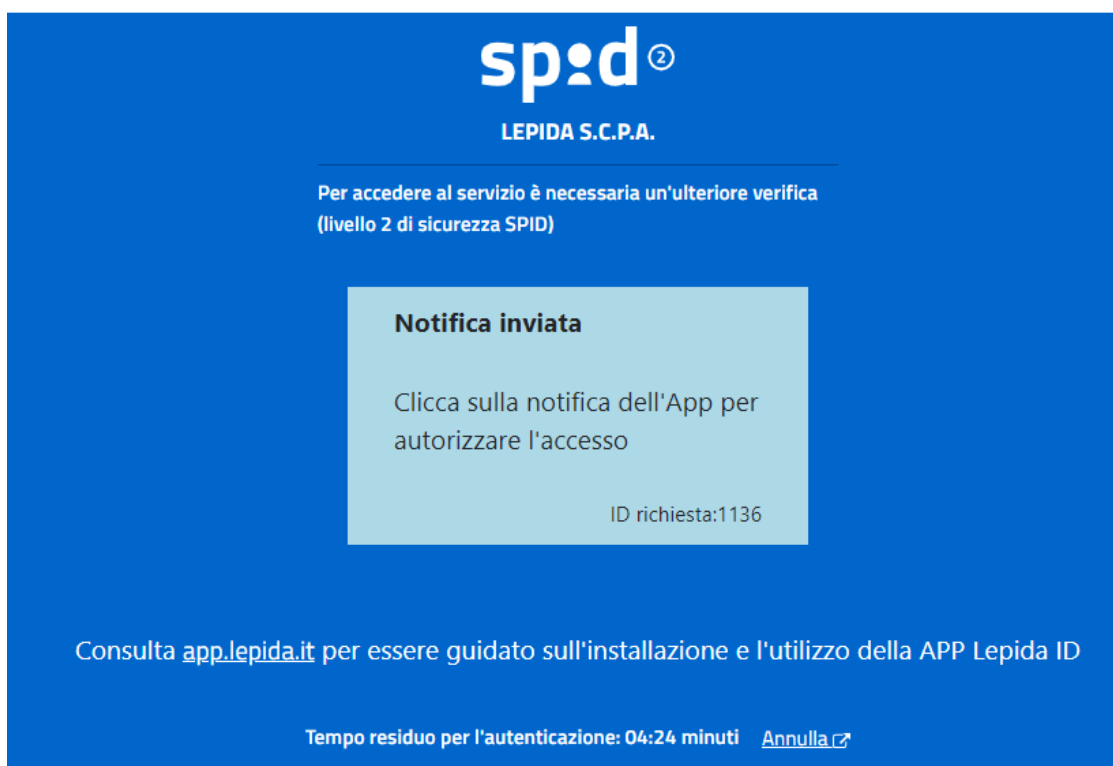 spid 2
LEPIDA S.C.P.A.
Per accedere al servizio è necessaria un'ulteriore verifica
(livello 2 di sicurezza SPID)
Notifica inviata
Clicca sulla notifica dell'App per
autorizzare l'accesso
ID richiesta:1136
Consulta app.lepida.it per essere guidato sull'installazione e l'utilizzo della APP Lepida ID
Tempo residuo per l'autenticazione: 04:24 minuti Annulla